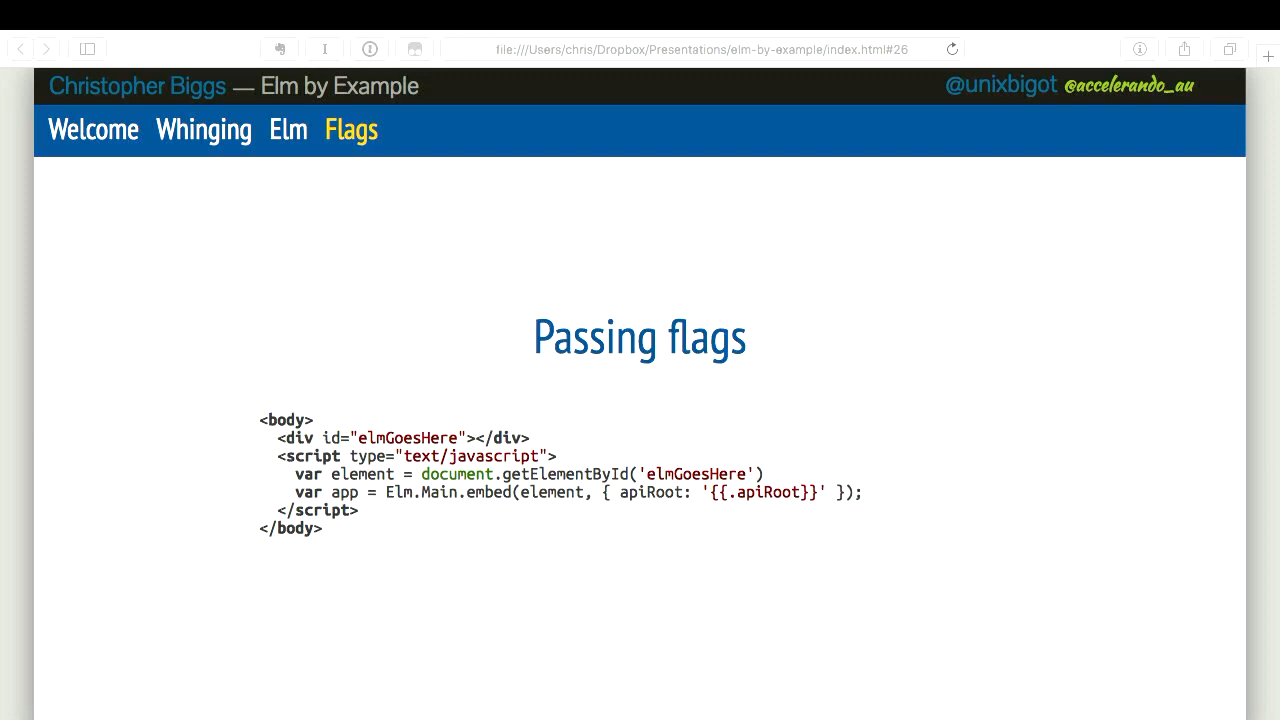 file:///Users/chris/Dropbox/Presentations/elm-by-example/index.html#26
Christopher Biggs — Elm by Example
@unixbigot @accelerando_au
Welcome Whinging Elm Flags
Passing flags
<body>
  <div id="elmGoesHere"></div>
  <script type="text/javascript">
    var element = document.getElementById('elmGoesHere')
    var app = Elm.Main.embed(element, { apiRoot: '{{.apiRoot}}' });
  </script>
</body>